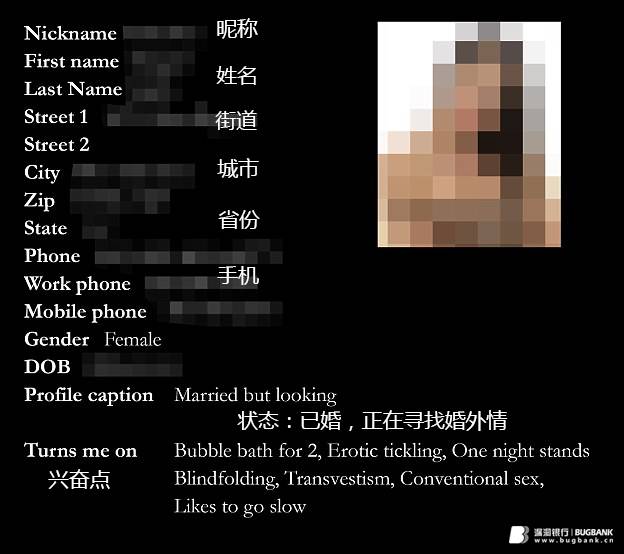 Nickname 昵称
First name
姓名
Last Name
Street 1 街道
Street 2
City 城市
Zip
State 省份
Phone
Work phone 手机
Mobile phone
Gender Female
DOB
Profile caption Married but looking
状态：已婚，正在寻找婚外情
Turns me on Bubble bath for 2, Erotic tickling, One night stands
兴奋点 Blindfolding, Transvestism, Conventional sex,
Likes to go slow
漏洞银行 | BUGBANK
www.bugbank.cn